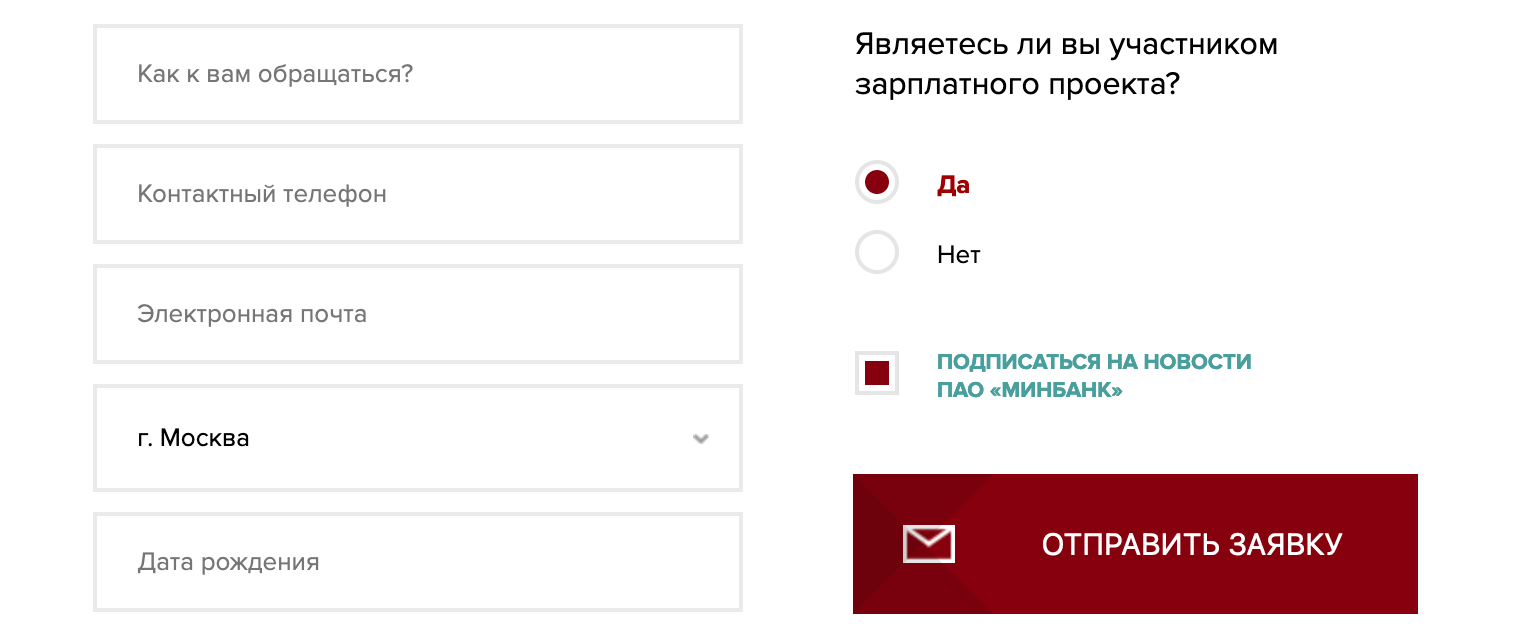 Как к вам обращаться?
Контактный телефон
Электронная почта
г. Москва
Дата рождения
Являетесь ли вы участником
зарплатного проекта?
Да
Нет
ПОДПИСАТЬСЯ НА НОВОСТИ
ПАО «МИНБАНК»
ОТПРАВИТЬ ЗАЯВКУ